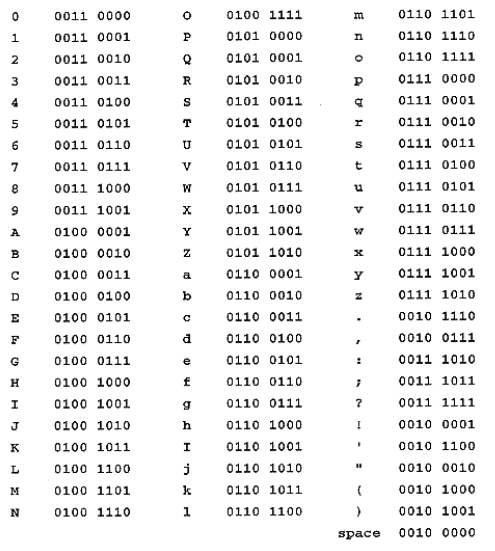 0 0011 0000 O 0100 1111 m 0110 1101
1 0011 0001 P 0101 0000 n 0110 1110
2 0011 0010 Q 0101 0001 o 0110 1111
3 0011 0011 R 0101 0010 p 0111 0000
4 0011 0100 S 0101 0011 q 0111 0001
5 0011 0101 T 0101 0100 r 0111 0010
6 0011 0110 U 0101 0101 s 0111 0011
7 0011 0111 V 0101 0110 t 0111 0100
8 0011 1000 W 0101 0111 u 0111 0101
9 0011 1001 X 0101 1000 v 0111 0110
A 0100 0001 Y 0101 1001 w 0111 0111
B 0100 0010 Z 0101 1010 x 0111 1000
C 0100 0011 a 0110 0001 y 0111 1001
D 0100 0100 b 0110 0010 z 0111 1010
E 0100 0101 c 0110 0011 . 0010 1110
F 0100 0110 d 0110 0100 , 0010 0111
G 0100 0111 e 0110 0101 : 0011 1010
H 0100 1000 f 0110 0110 ; 0011 1011
I 0100 1001 g 0110 0111 ? 0011 1111
J 0100 1010 h 0110 1000 ! 0010 0001
K 0100 1011 I 0110 1001 ' 0010 1100
L 0100 1100 j 0110 1010 " 0010 0010
M 0100 1101 k 0110 1011 ( 0010 1000
N 0100 1110 l 0110 1100 ) 0010 1001
space 0010 0000